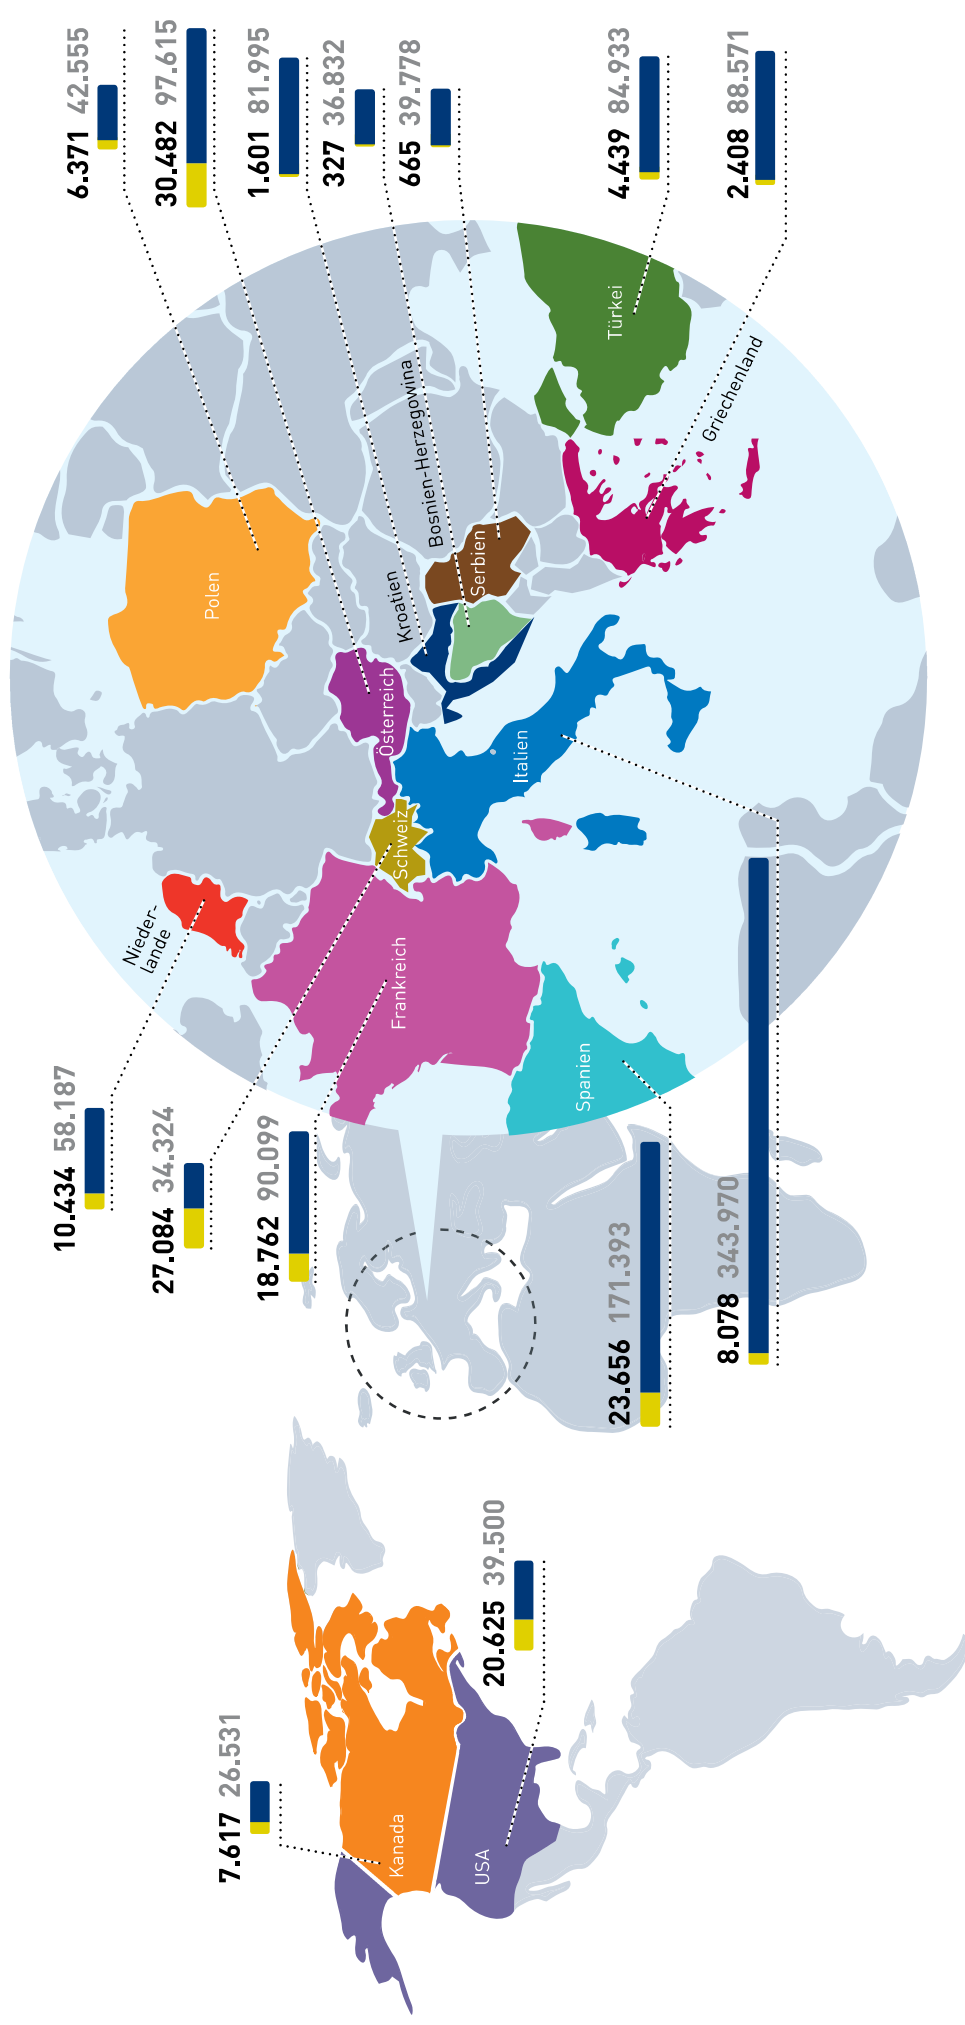 7.617 26.531
Kanada
USA
20.625 39.500
10.434 58.187
27.084 34.324
18.762 90.099
23.656 171.393
8.078 343.970
Nieder-
lande
Frankreich
Spanien
Schweiz
Italien
Österreich
Polen
Kroatien
Bosnien-Herzegowina
Serbien
Türkei
Griechenland
6.371 42.555
30.482 97.615
1.601 81.995
327 36.832
665 39.778
4.439 84.933
2.408 88.571